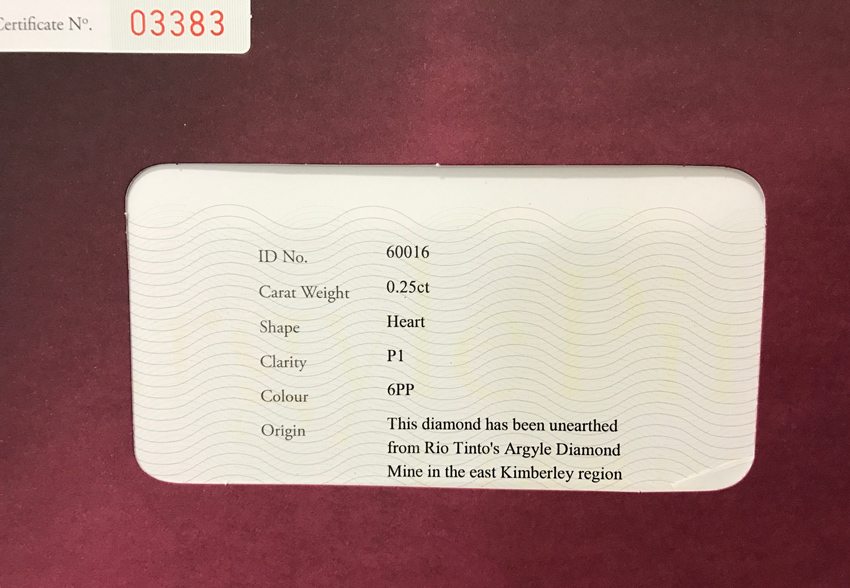 Certificate Nº. 03383
ID No. 60016
Carat Weight 0.25ct
Shape Heart
Clarity P1
Colour 6PP
Origin This diamond has been unearthed
from Rio Tinto's Argyle Diamond
Mine in the east Kimberley region